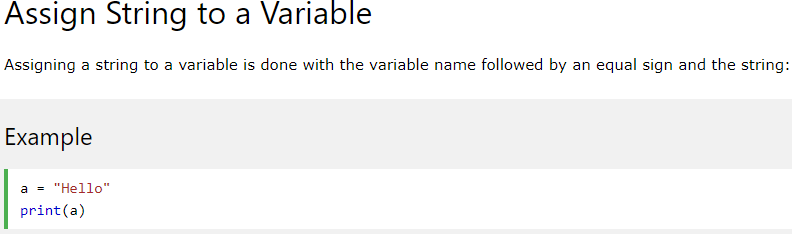 Assign String to a Variable
Assigning a string to a variable is done with the variable name followed by an equal sign and the string:
Example
a = "Hello"
print(a)